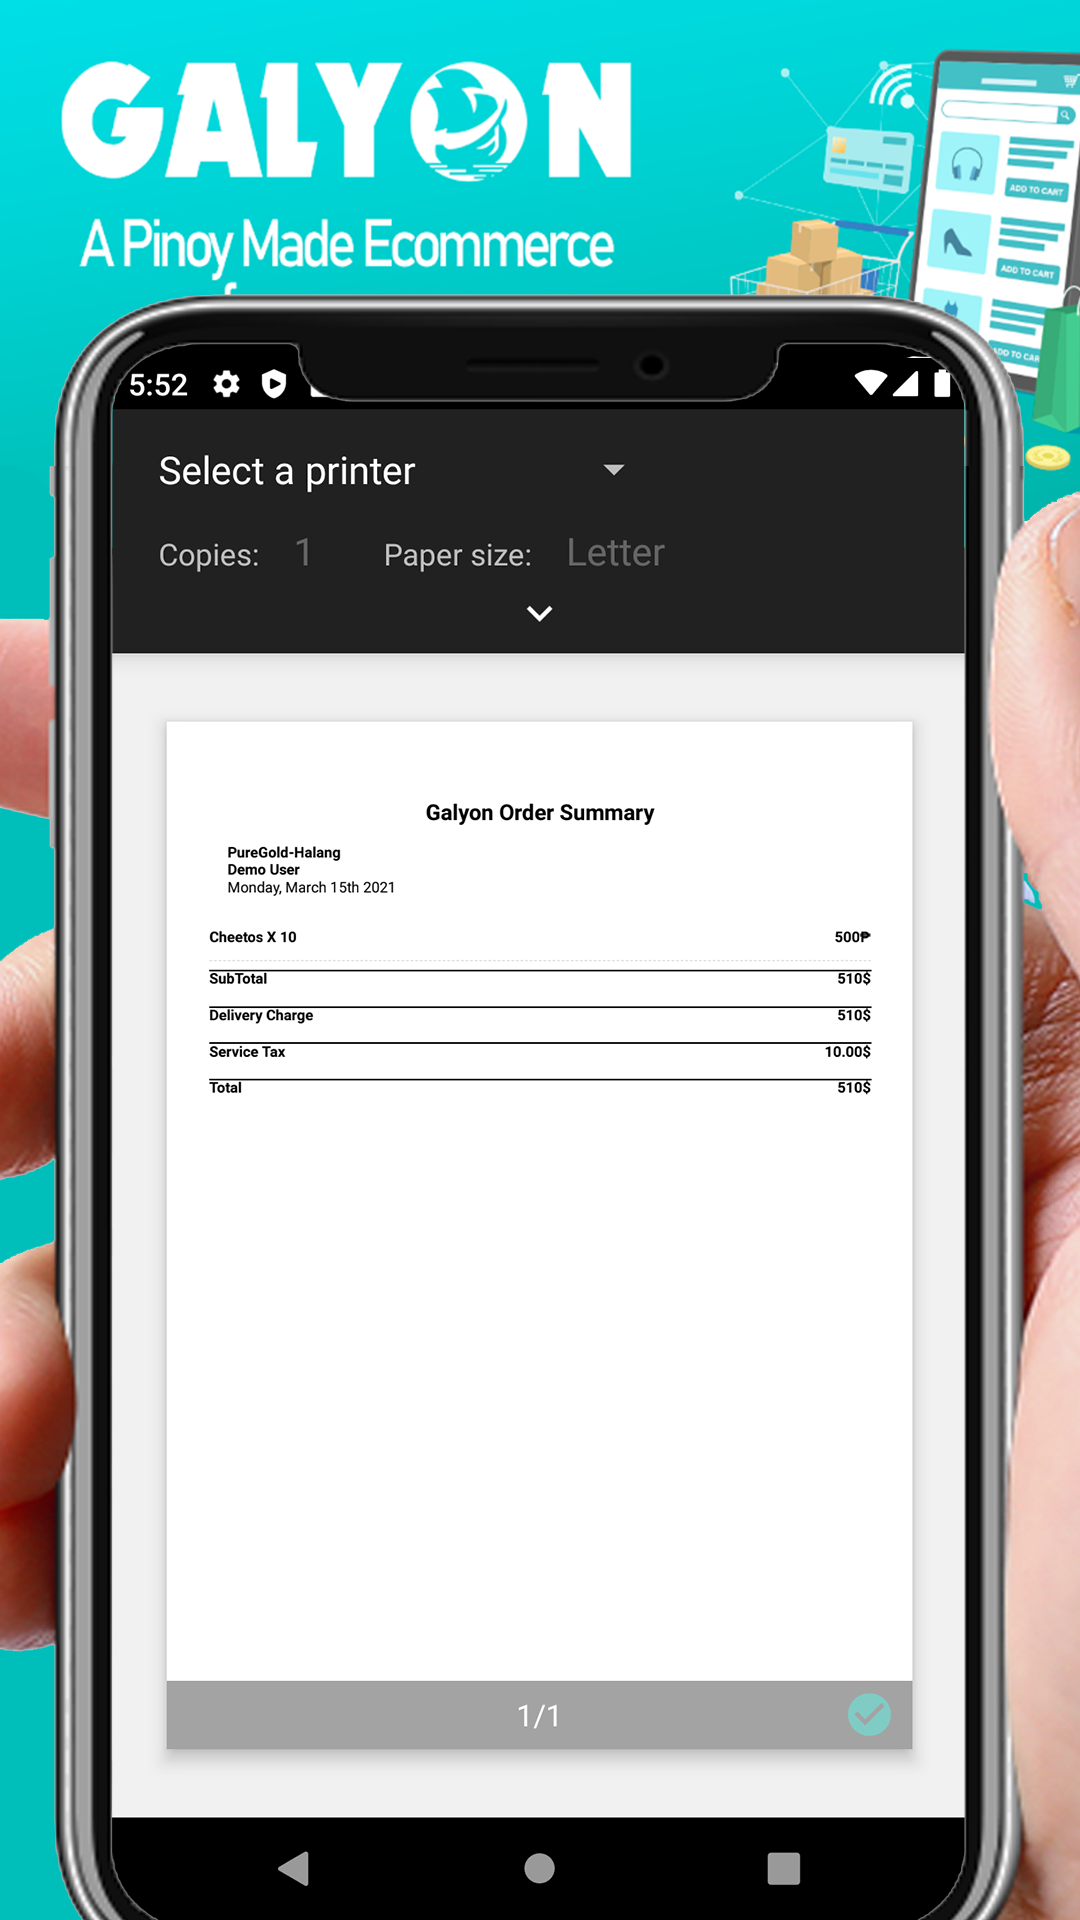 GALYON
A Pinoy Made Ecommerce
ADD TO CART
ADD TO CART
ADD TO CAR
5:52
Select a printer
Copies: 1 Paper size: Letter
Galyon Order Summary
PureGold-Halang
Demo User
Monday, March 15th 2021
Cheetos X 10 500₱
SubTotal 510$
Delivery Charge 510$
Service Tax 10.00$
Total 510$
1/1